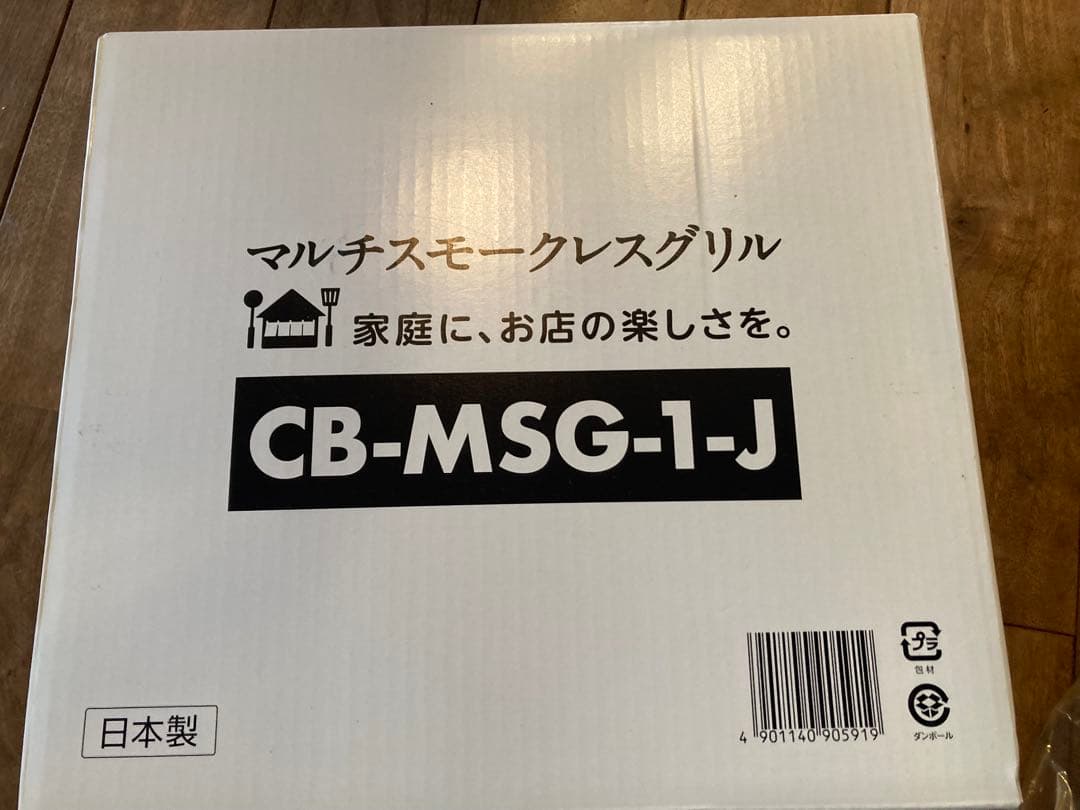 マルチスモークレスグリル
家庭に、お店の楽しさを。
CB-MSG-1-J
プラ
包材
ダンボール
日本製
4 901140 905919